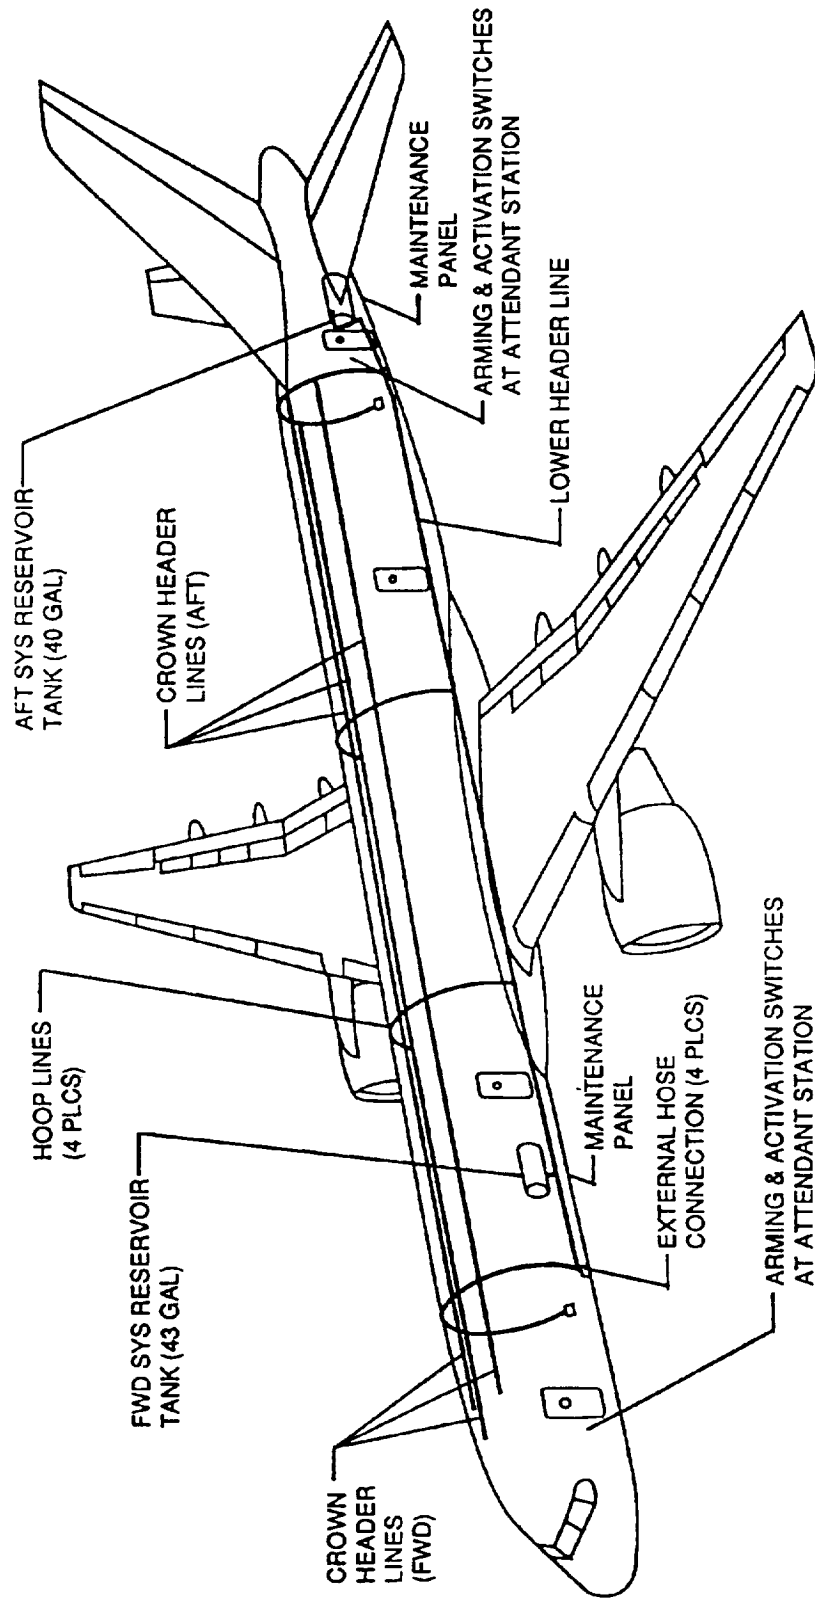 AFT SYS RESERVOIR
TANK (40 GAL)
CROWN HEADER
LINES (AFT)
HOOP LINES
(4 PLCS)
FWD SYS RESERVOIR
TANK (43 GAL)
CROWN
HEADER
LINES
(FWD)
MAINTENANCE
PANEL
ARMING & ACTIVATION SWITCHES
AT ATTENDANT STATION
LOWER HEADER LINE
MAINTENANCE
PANEL
EXTERNAL HOSE
CONNECTION (4 PLCS)
ARMING & ACTIVATION SWITCHES
AT ATTENDANT STATION